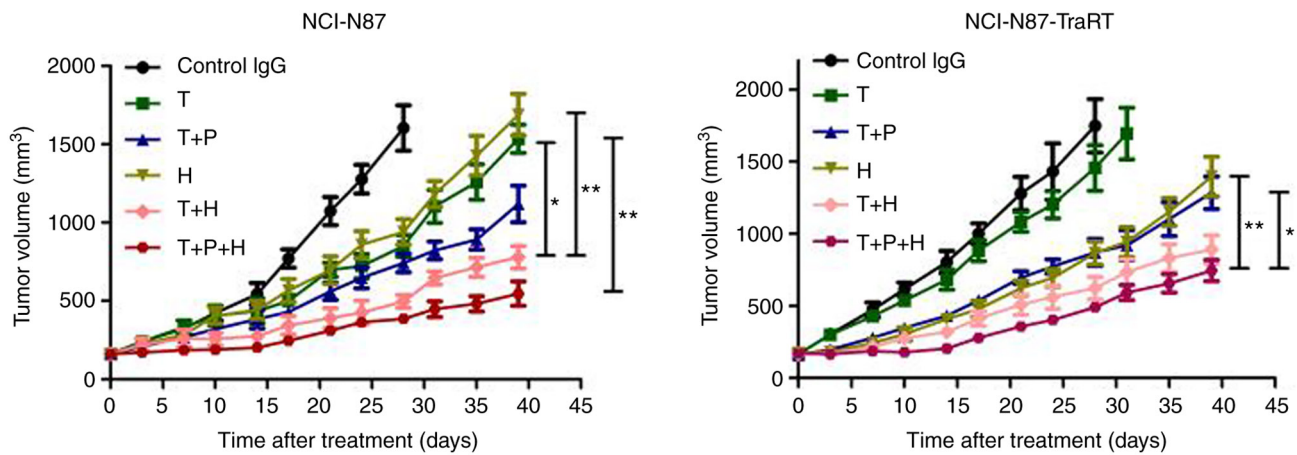 NCI-N87
Tumor volume (mm³)
2000
1500
1000
500
0
Control IgG
T
T+P
H
T+H
T+P+H
*
**
**
0 5 10 15 20 25 30 35 40 45
Time after treatment (days)
NCI-N87-TraRT
Tumor volume (mm³)
2000
1500
1000
500
0
Control IgG
T
T+P
H
T+H
T+P+H
**
*
0 5 10 15 20 25 30 35 40 45
Time after treatment (days)